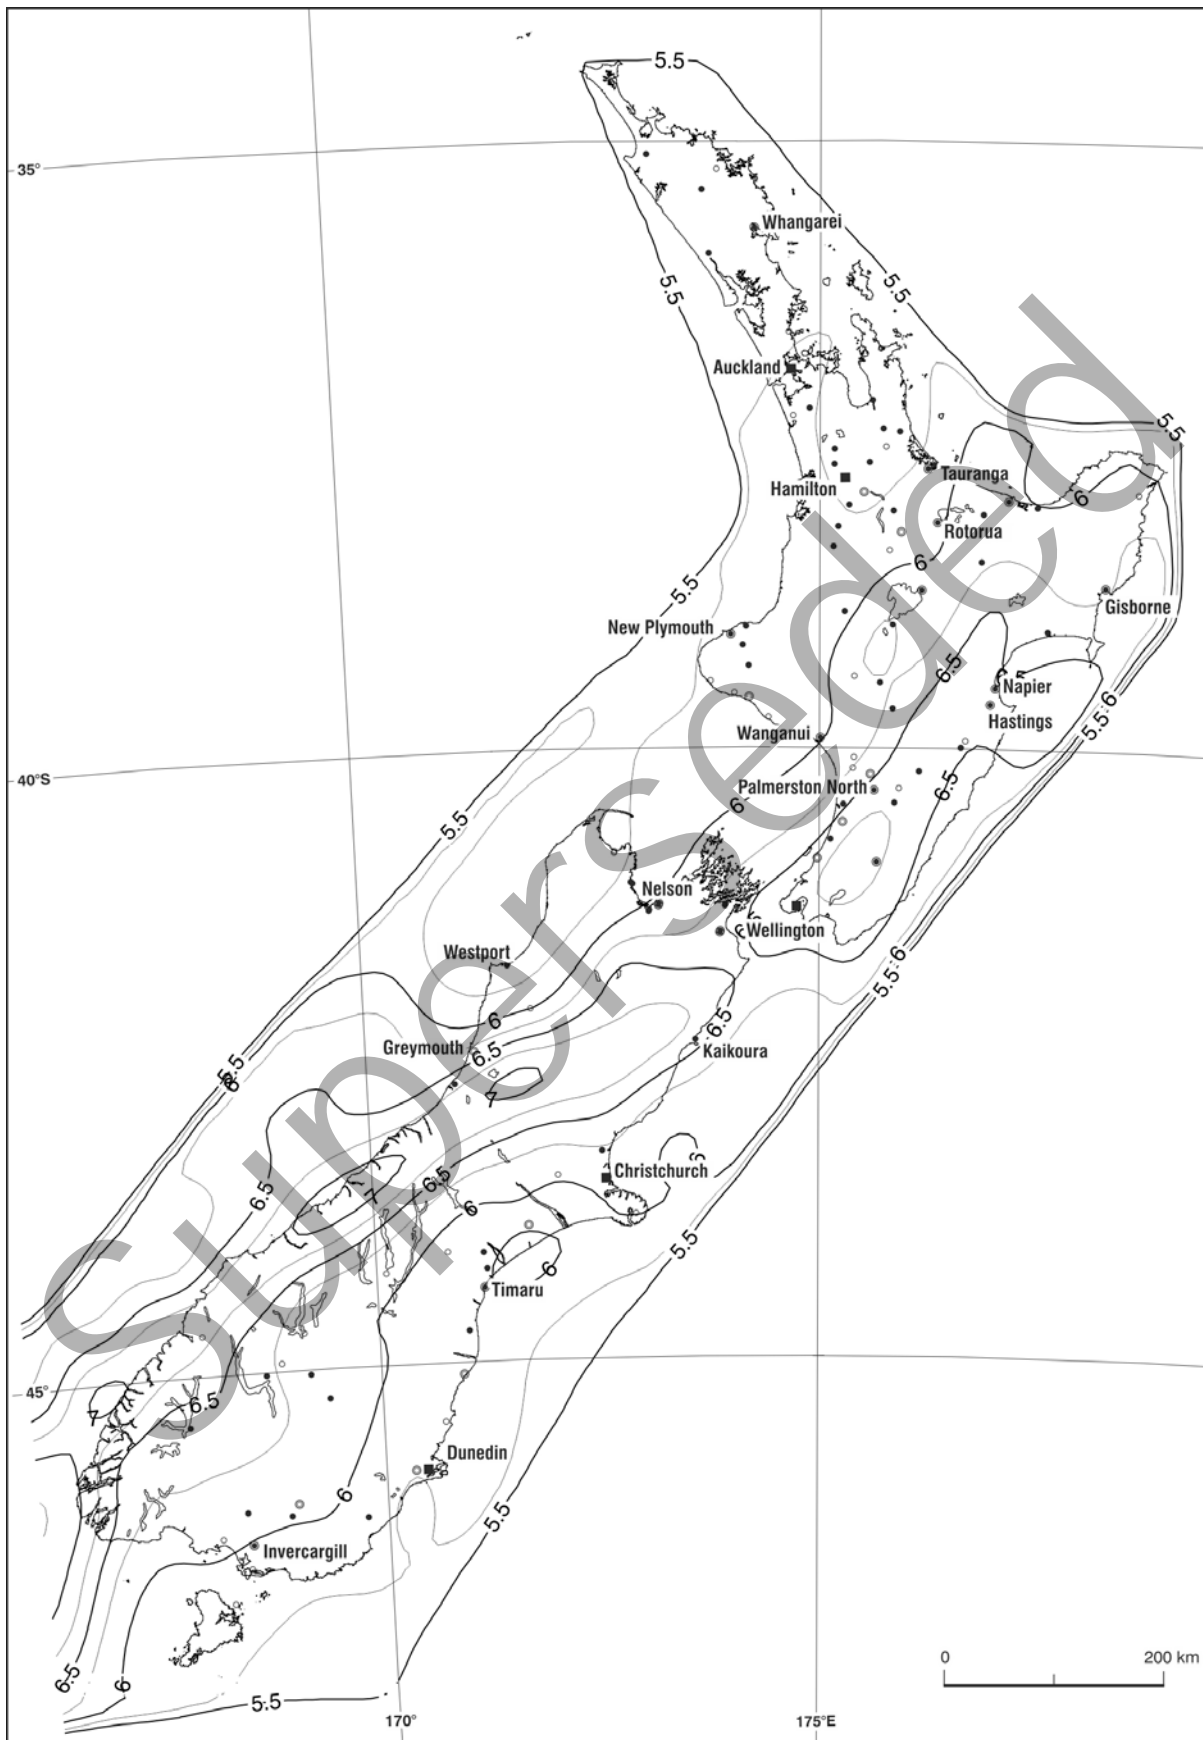 5.5
35°
Whangarei
5.5
5.5
Auckland
5.5
Tauranga
Hamilton
6
Rotorua
6
5.5
Gisborne
New Plymouth
6.5
Napier
6
Hastings
5.5
Wanganui
40°S
6.5
Palmerston North
6
5.5
Nelson
Wellington
6
Westport
6
5.5
6
6.5
Greymouth
6.5
Kaikoura
5.5
6
7
6
Christchurch
6.5
7
6.5
6
5.5
6
Timaru
45°
6.5
7
Dunedin
6
5.5
Invercargill
0
200 km
6.5
6
5.5
170°
175°E
Superseded